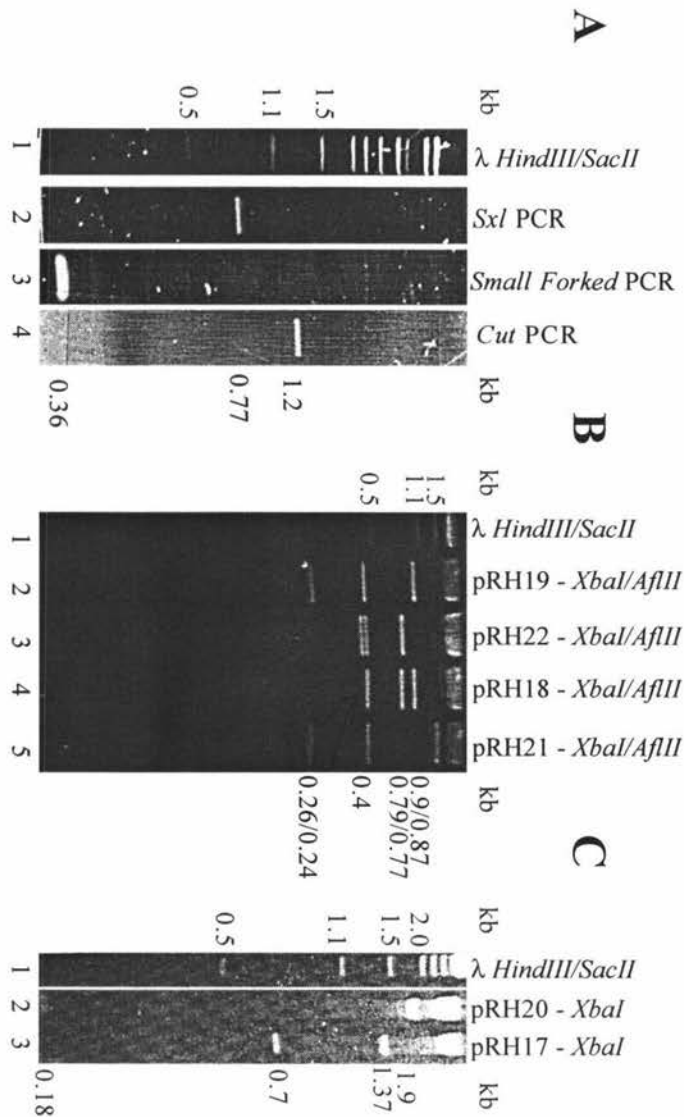 A
kb
1.5
1.1
0.5
1 λ HindIII/SacII
2 Sxl PCR
3 Small Forked PCR
4 Cut PCR
kb
1.2
0.77
0.36
B
kb
1.5
1.1
0.5
1 λ HindIII/SacII
2 pRH19 - XbaI/AflII
3 pRH22 - XbaI/AflII
4 pRH18 - XbaI/AflII
5 pRH21 - XbaI/AflII
kb
0.9/0.87
0.79/0.77
0.4
0.26/0.24
C
kb
2.0
1.5
1.1
0.5
1 λ HindIII/SacII
2 pRH20 - XbaI
3 pRH17 - XbaI
kb
1.9
1.37
0.7
0.18